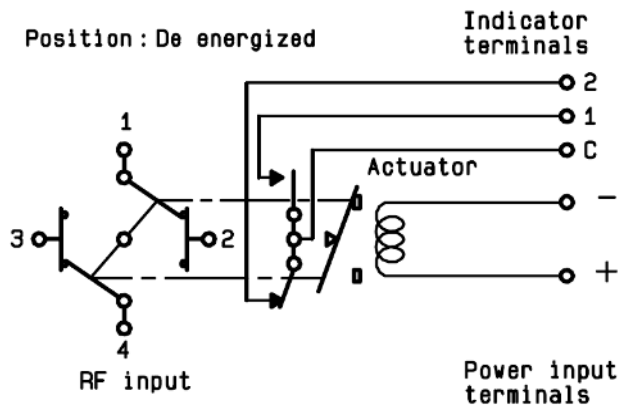 Position : De energized
Indicator
terminals
2
1
C
Actuator
−
+
1
3
2
4
RF input
Power input
terminals